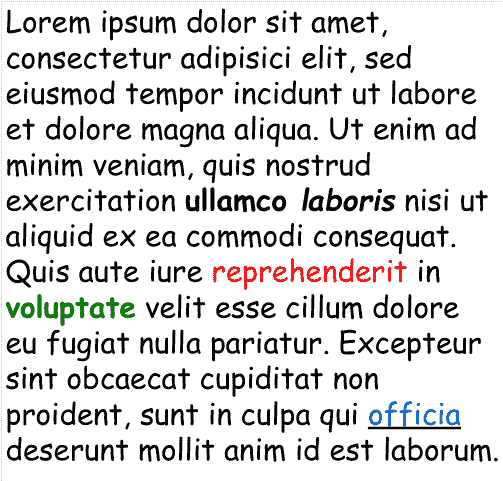 Lorem ipsum dolor sit amet,
consectetur adipisici elit, sed
eiusmod tempor incidunt ut labore
et dolore magna aliqua. Ut enim ad
minim veniam, quis nostrud
exercitation ullamco laboris nisi ut
aliquid ex ea commodi consequat.
Quis aute iure reprehenderit in
voluptate velit esse cillum dolore
eu fugiat nulla pariatur. Excepteur
sint obcaecat cupiditat non
proident, sunt in culpa qui officia
deserunt mollit anim id est laborum.